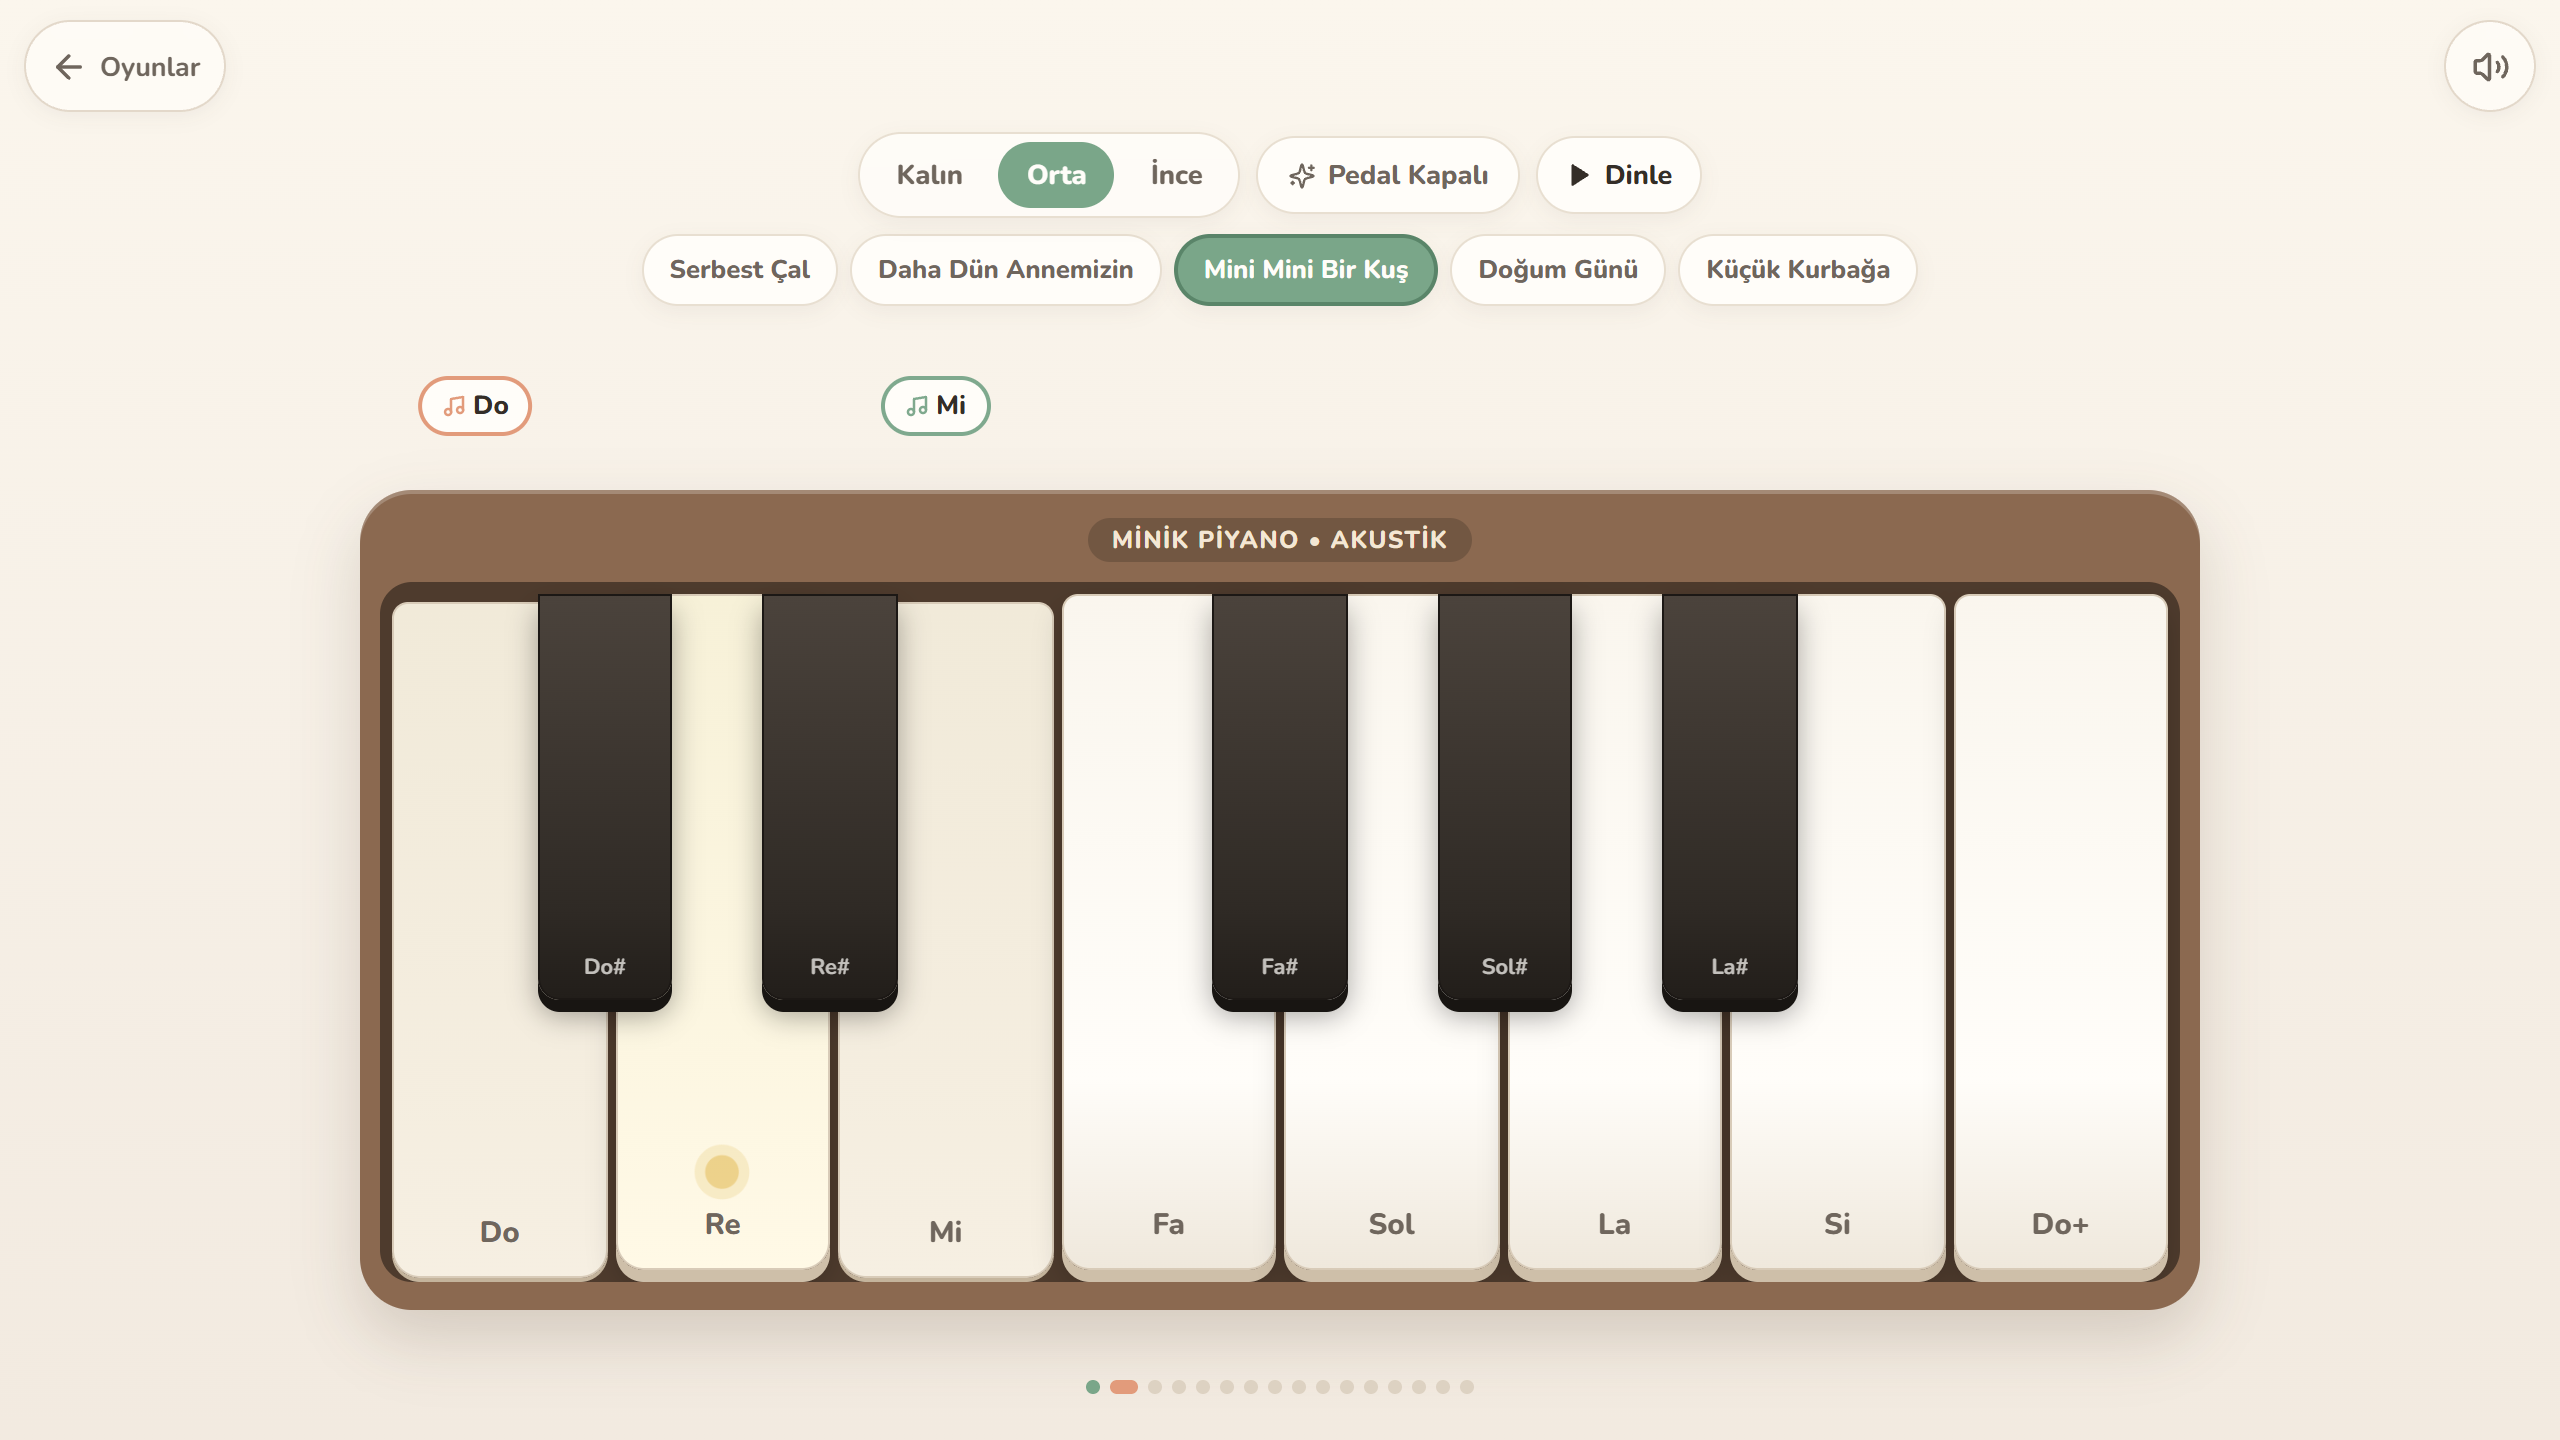 Oyunlar
Kalın Orta İnce Pedal Kapalı Dinle
Serbest Çal Daha Dün Annemizin Mini Mini Bir Kuş Doğum Günü Küçük Kurbağa
Do Mi
MİNİK PİYANO • AKUSTİK
Do# Re# Fa# Sol# La#
Do Re Mi Fa Sol La Si Do+